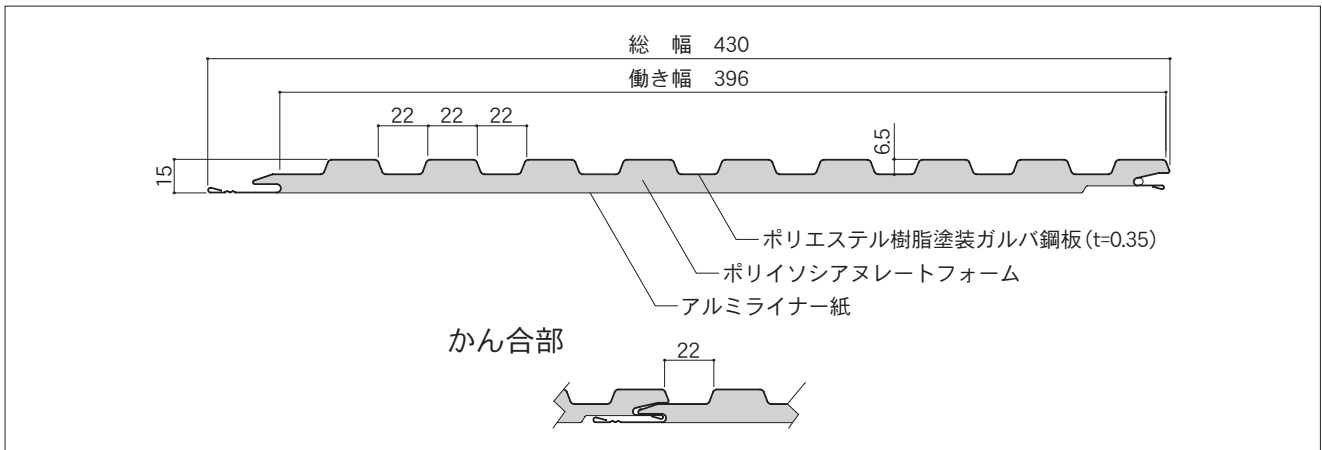 総 幅 430
働き幅 396
22 22 22
6.5
15
ポリエステル樹脂塗装ガルバ鋼板(t=0.35)
ポリイソシアヌレートフォーム
アルミライナー紙
かん合部
22